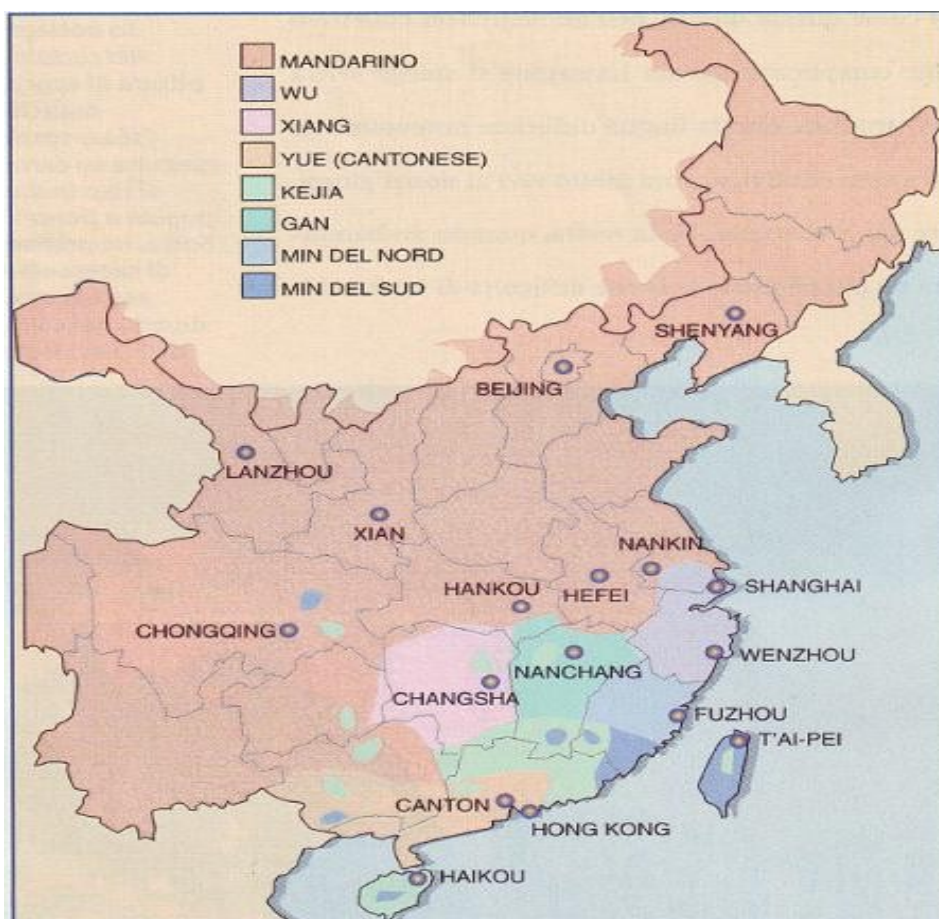 MANDARINO
WU
XIANG
YUE (CANTONESE)
KEJIA
GAN
MIN DEL NORD
MIN DEL SUD
SHENYANG
BEIJING
LANZHOU
XIAN
NANKIN
HANKOU
HEFEI
SHANGHAI
CHONGQING
NANCHANG
WENZHOU
CHANGSHA
FUZHOU
T'AI-PEI
CANTON
HONG KONG
HAIKOU